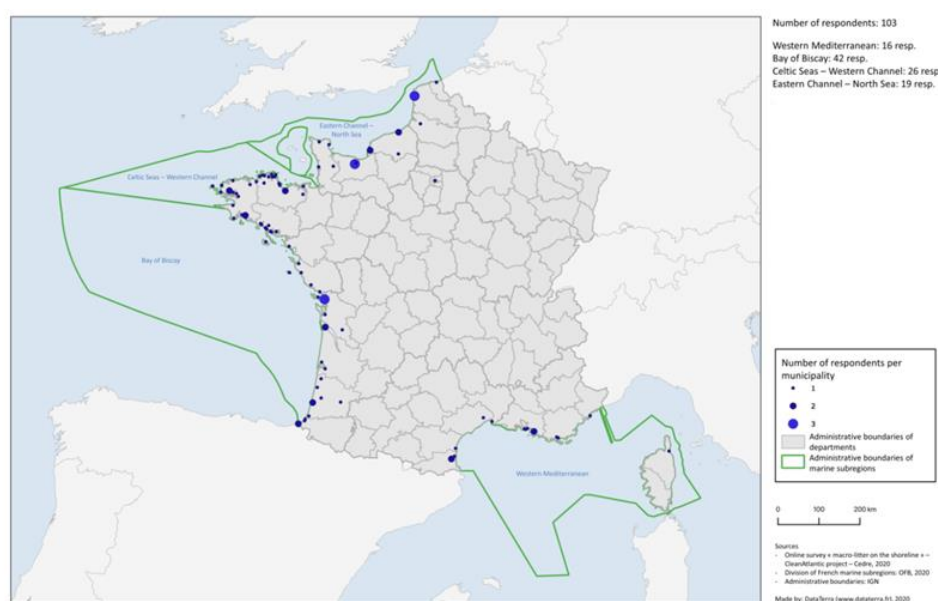 Number of respondents: 103
Western Mediterranean: 16 resp.
Bay of Biscay: 42 resp.
Celtic Seas – Western Channel: 26 resp.
Eastern Channel – North Sea: 19 resp.
Eastern Channel –
North Sea
Celtic Seas – Western Channel
Bay of Biscay
Western Mediterranean
Number of respondents per
municipality
1
2
3
Administrative boundaries of
departments
Administrative boundaries of
marine subregions
0 100 200 km
Sources
- Online survey « macro-litter on the shoreline » –
CleanAtlantic project – Cedre, 2020
- Division of French marine subregions: OFB, 2020
- Administrative boundaries: IGN
Made by: DataTerra (www.dataterra.fr), 2020